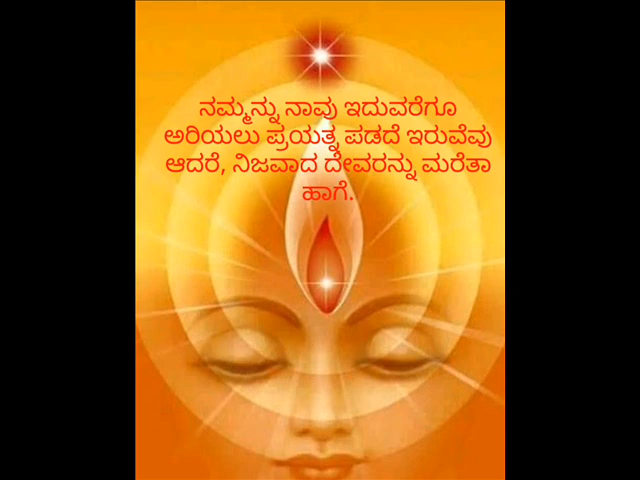 ನಮ್ಮನ್ನು ನಾವು ಇದುವರೆಗೂ
ಅರಿಯಲು ಪ್ರಯತ್ನ ಪಡದೆ ಇರುವೆವು
ಆದರೆ, ನಿಜವಾದ ದೇವರನ್ನು ಮರೆತಾ
ಹಾಗೆ.